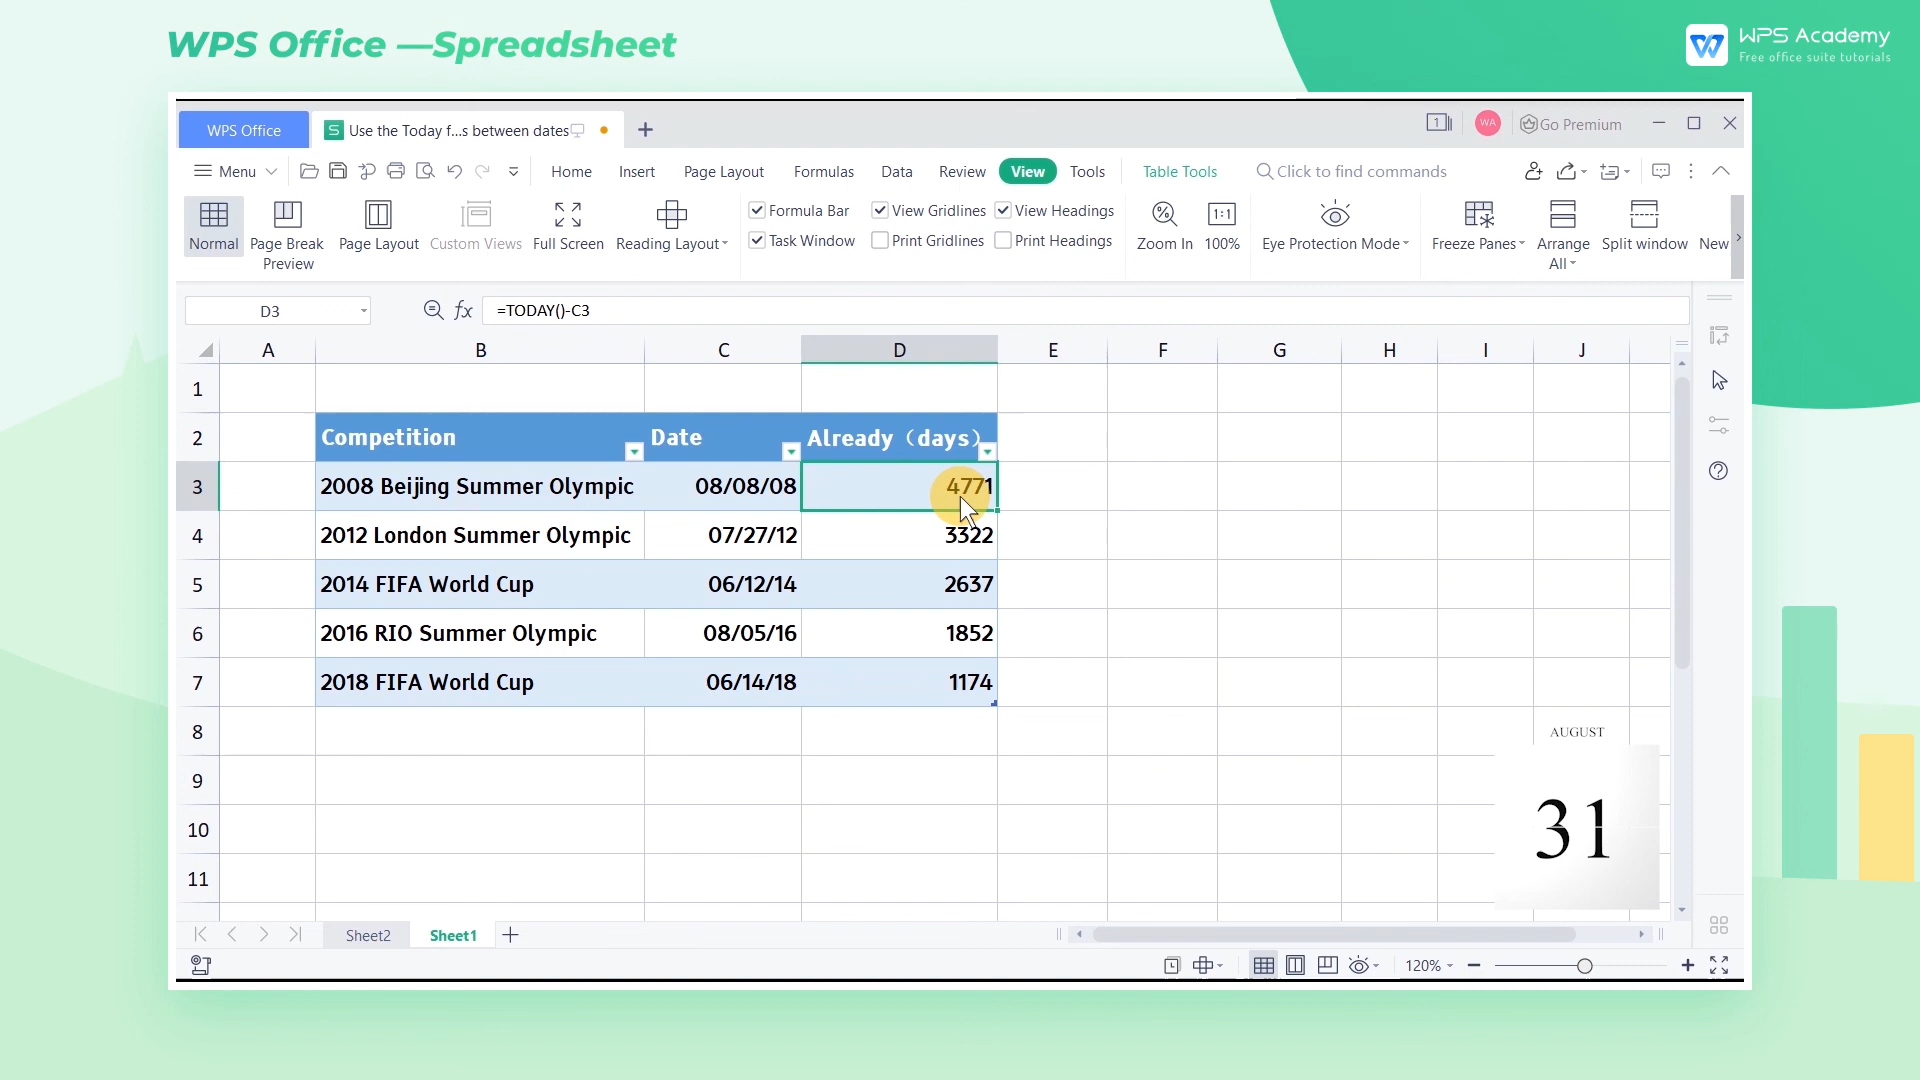 WPS Office —Spreadsheet
WPS Academy
Free office suite tutorials
WPS Office
S
Use the Today f...s between dates
1
WA
Go Premium
Menu
Home
Insert
Page Layout
Formulas
Data
Review
View
Tools
Table Tools
Click to find commands
Normal
Page Break
Preview
Page Layout
Custom Views
Full Screen
Reading Layout
Formula Bar
View Gridlines
View Headings
Task Window
Print Gridlines
Print Headings
Zoom In
1:1
100%
Eye Protection Mode
Freeze Panes
Arrange
All
Split window
New
D3
fx
=TODAY()-C3
A B C D E F G H I J
1
2 Competition Date Already（days）
3 2008 Beijing Summer Olympic 08/08/08 4771
4 2012 London Summer Olympic 07/27/12 3322
5 2014 FIFA World Cup 06/12/14 2637
6 2016 RIO Summer Olympic 08/05/16 1852
7 2018 FIFA World Cup 06/14/18 1174
8
9
10
11
AUGUST
31
Sheet2
Sheet1
120%